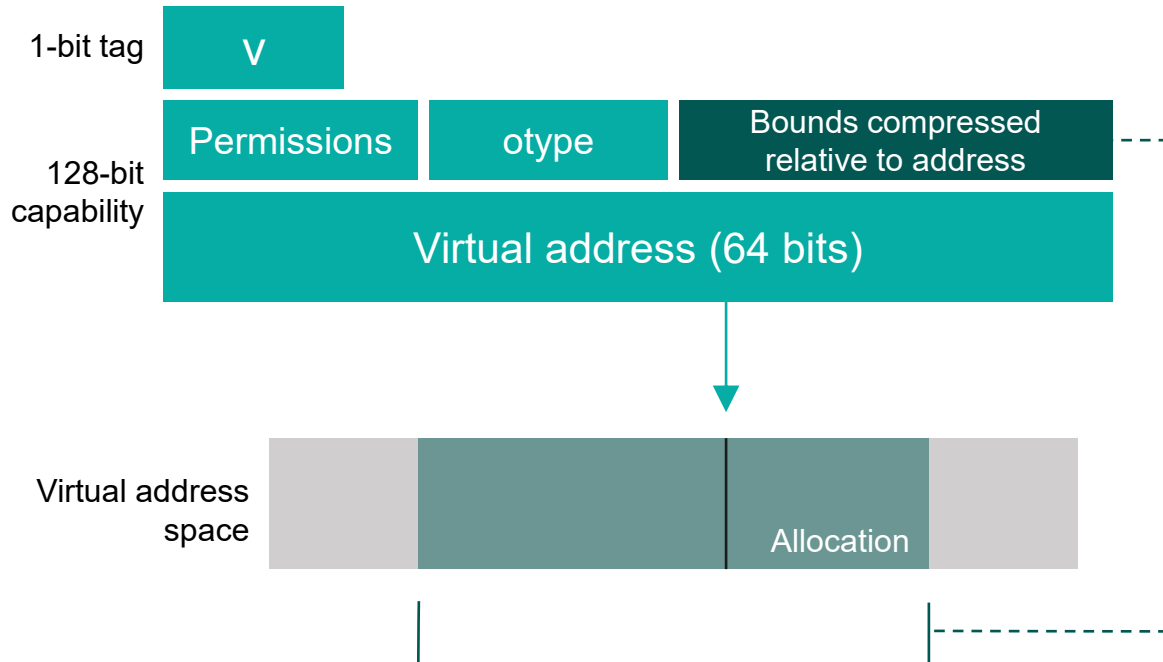 1-bit tag
v
Permissions
otype
Bounds compressed
relative to address
128-bit
capability
Virtual address (64 bits)
Virtual address
space
Allocation